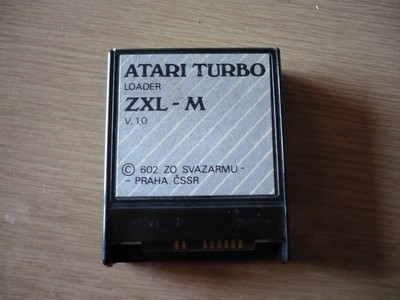 ATARI TURBO
LOADER
ZXL - M
V. 1,0
© 602 ZO SVAZARMU -
- PRAHA, ČSSR